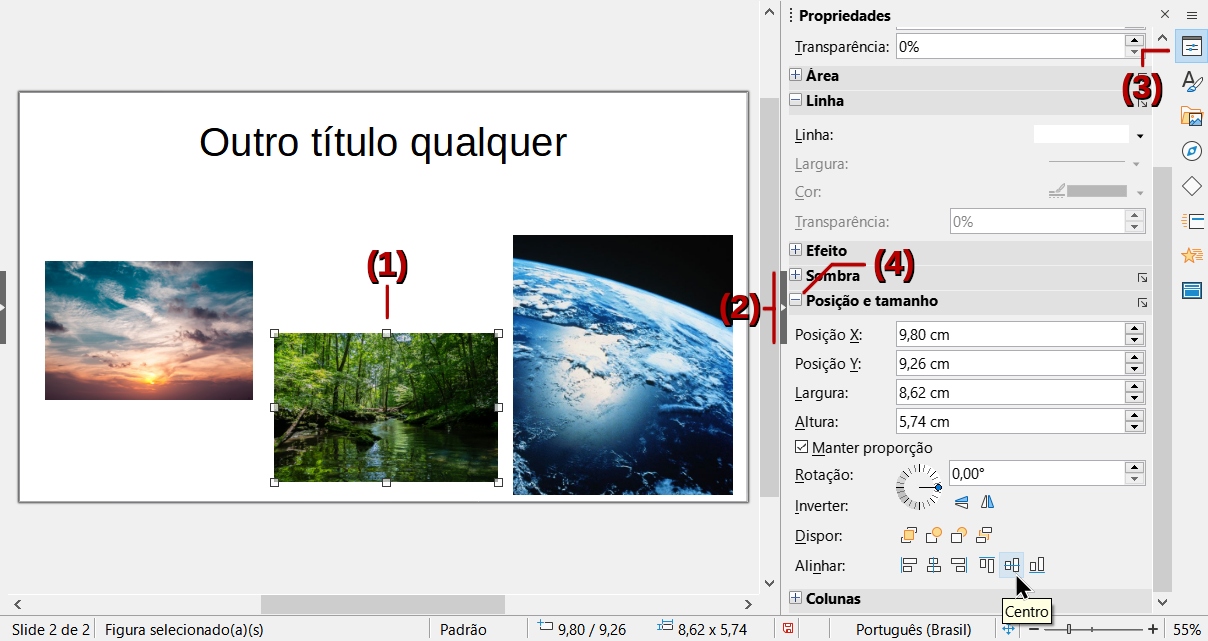 Propriedades
Transparência: 0%
Área
(3)
Linha
Linha:
Outro título qualquer
Largura:
Cor:
Transparência: 0%
Efeito
(1)
(4)
Sombra
(2)
Posição e tamanho
Posição X: 9,80 cm
Posição Y: 9,26 cm
Largura: 8,62 cm
Altura: 5,74 cm
Manter proporção
Rotação: 0,00°
Inverter:
Dispor:
Alinhar:
Colunas
Centro
Slide 2 de 2 Figura selecionado(a)(s) Padrão 9,80 / 9,26 8,62 x 5,74 Português (Brasil) 55%